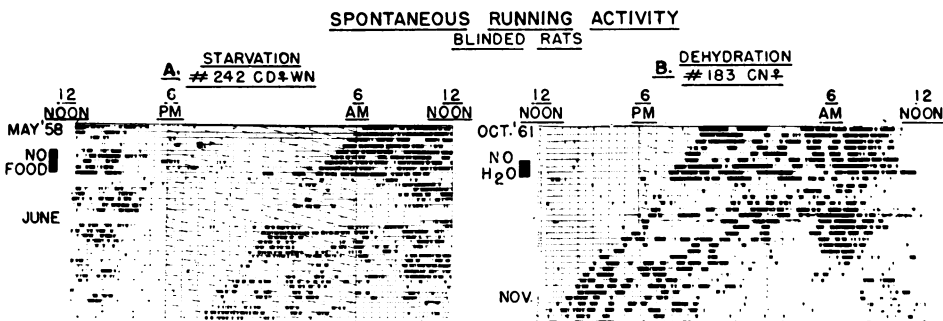 SPONTANEOUS RUNNING ACTIVITY
BLINDED RATS
A. STARVATION
# 242 CD♀WN
12 NOON
6 PM
6 AM
12 NOON
MAY '58
NO FOOD
JUNE
B. DEHYDRATION
# 183 CN♀
12 NOON
6 PM
6 AM
12 NOON
OCT. '61
NO H₂O
NOV.